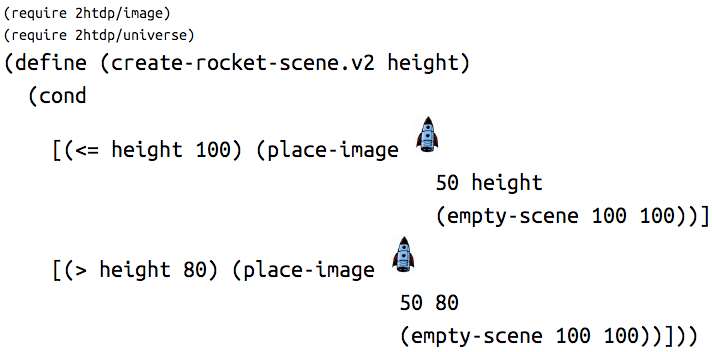 (require 2htdp/image)
(require 2htdp/universe)
(define (create-rocket-scene.v2 height)
(cond
[(<= height 100) (place-image
50 height
(empty-scene 100 100))]
[(> height 80) (place-image
50 80
(empty-scene 100 100))]))